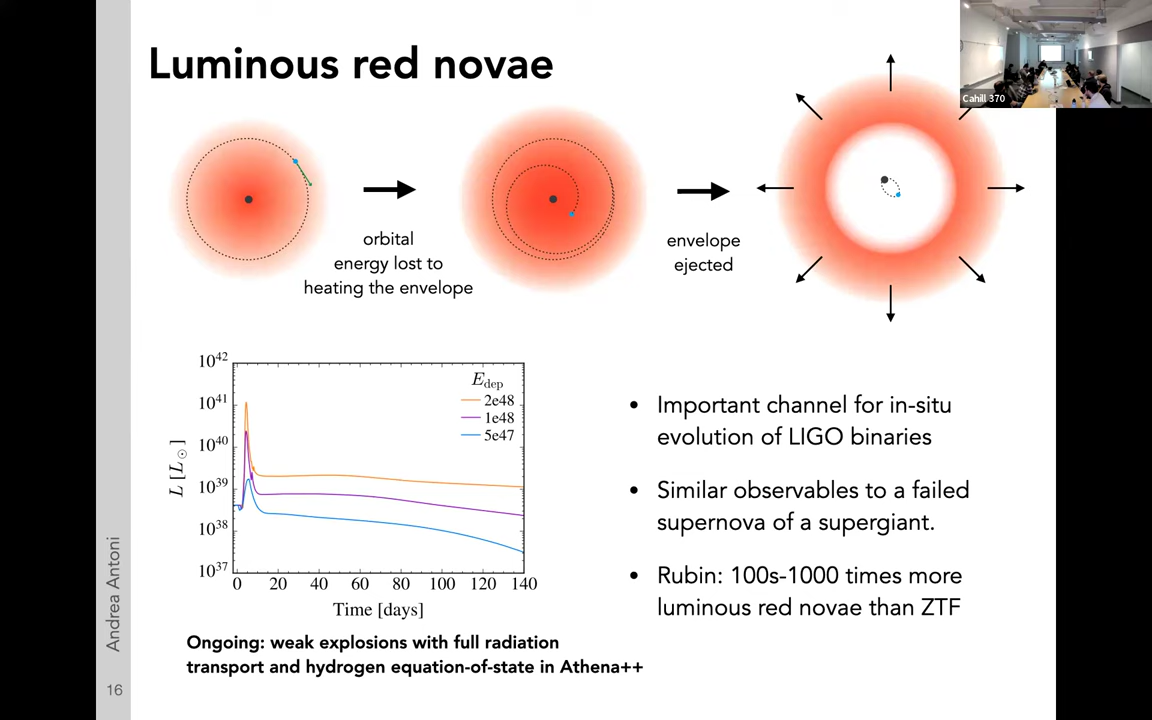 Luminous red novae
Cahill 370
orbital
energy lost to
heating the envelope
envelope
ejected
10^42
10^41
10^40
10^39
10^38
10^37
L [L_⊙]
E_dep
2e48
1e48
5e47
0 20 40 60 80 100 120 140
Time [days]
Ongoing: weak explosions with full radiation
transport and hydrogen equation-of-state in Athena++
• Important channel for in-situ
evolution of LIGO binaries
• Similar observables to a failed
supernova of a supergiant.
• Rubin: 100s-1000 times more
luminous red novae than ZTF
Andrea Antoni
16